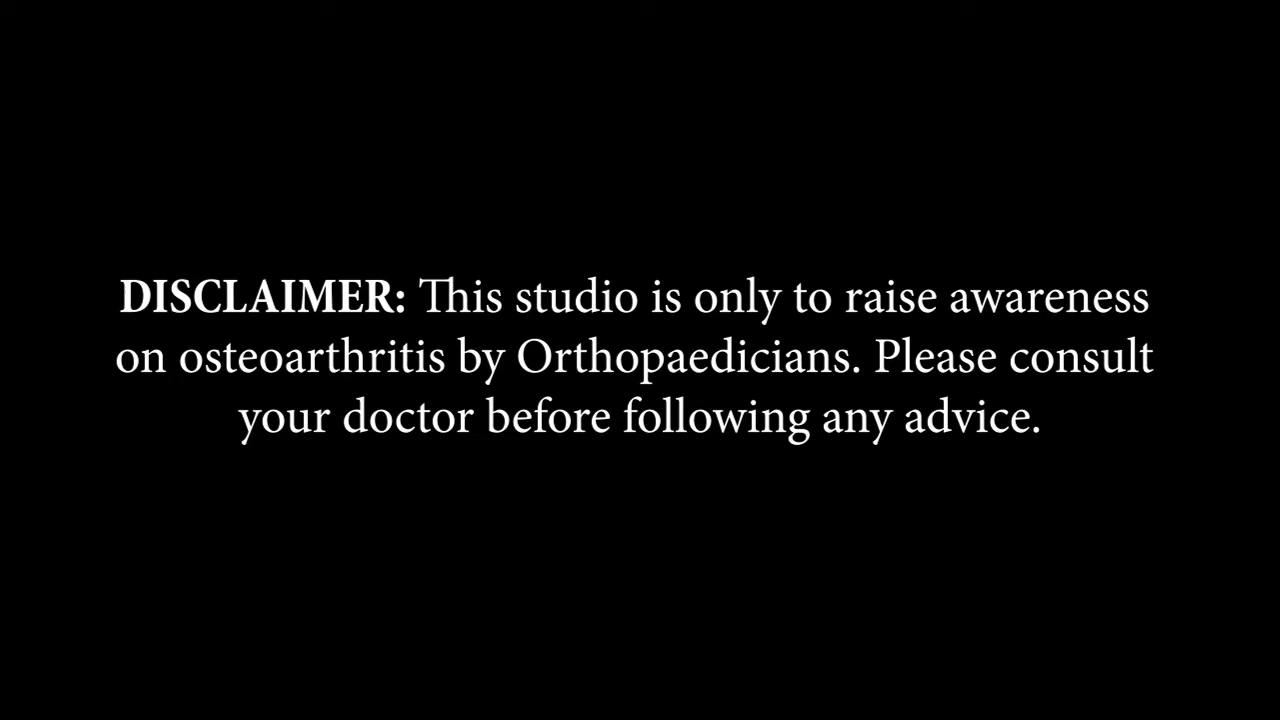 DISCLAIMER: This studio is only to raise awareness
on osteoarthritis by Orthopaedicians. Please consult
your doctor before following any advice.